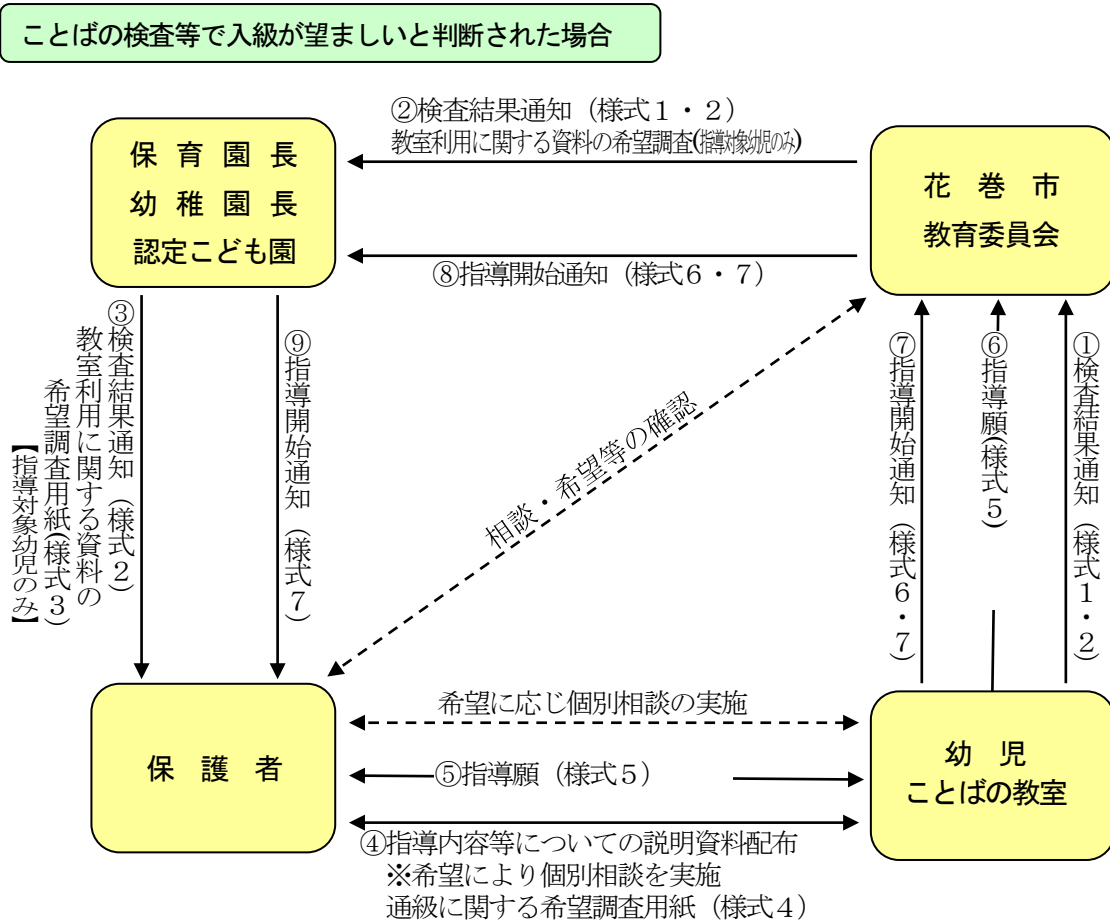 ことばの検査等で入級が望ましいと判断された場合
②検査結果通知（様式１・２）
教室利用に関する資料の希望調査(指導対象幼児のみ)
保育園長
幼稚園長
認定こども園
花巻市
教育委員会
⑧指導開始通知（様式６・７）
③検査結果通知（様式２）
教室利用に関する資料の
希望調査用紙(様式３)
【指導対象幼児のみ】
⑨指導開始通知（様式７）
相談・希望等の確認
⑦指導開始通知（様式６・７）
⑥指導願(様式５)
①検査結果通知（様式１・２）
保護者
希望に応じ個別相談の実施
⑤指導願（様式５）
幼児
ことばの教室
④指導内容等についての説明資料配布
※希望により個別相談を実施
通級に関する希望調査用紙（様式４）